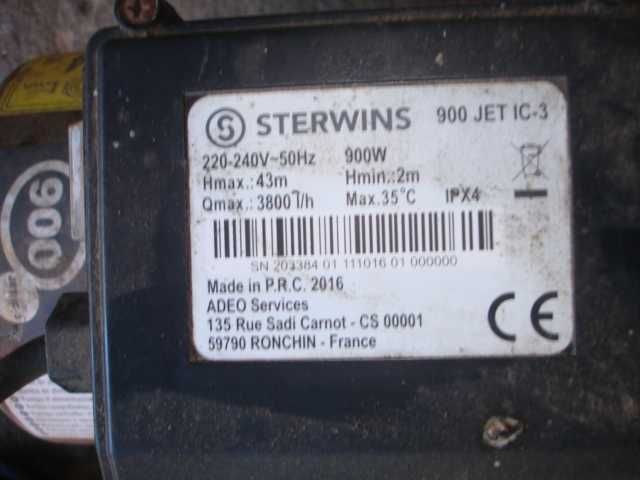 S STERWINS 900 JET IC-3
220-240V~50Hz 900W
Hmax.:43m Hmin.:2m
Qmax.: 3800 l/h Max.35°C IPX4
SN 203384 01 111016 01 000000
Made in P.R.C. 2016
ADEO Services
135 Rue Sadi Carnot - CS 00001
59790 RONCHIN - France
CE
900